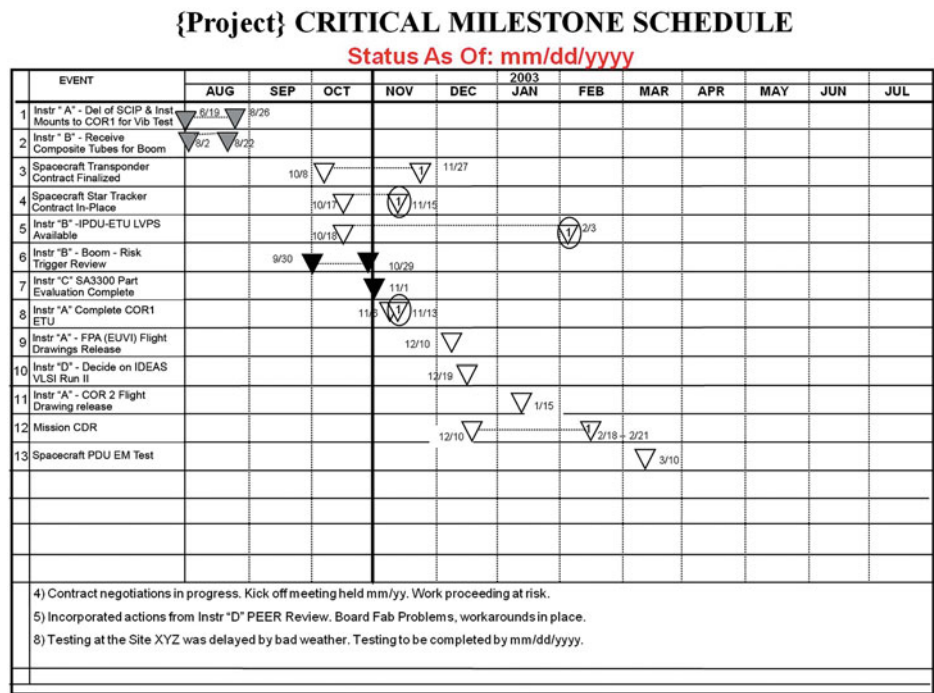 {Project} CRITICAL MILESTONE SCHEDULE
Status As Of: mm/dd/yyyy
EVENT
2003
AUG SEP OCT NOV DEC JAN FEB MAR APR MAY JUN JUL
1 Instr "A" - Del of SCIP & Inst
Mounts to COR1 for Vib Test
6/19 8/26
2 Instr "B" - Receive
Composite Tubes for Boom
8/2 8/22
3 Spacecraft Transponder
Contract Finalized
10/8 1 11/27
4 Spacecraft Star Tracker
Contract In-Place
10/17 1 11/15
5 Instr "B" -IPDU-ETU LVPS
Available
10/18 1 2/3
6 Instr "B" - Boom - Risk
Trigger Review
9/30 10/29
7 Instr "C" SA3300 Part
Evaluation Complete
11/1
8 Instr "A" Complete COR1
ETU
11/3 1 11/13
9 Instr "A" - FPA (EUVI) Flight
Drawings Release
12/10
10 Instr "D" - Decide on IDEAS
VLSI Run II
12/19
11 Instr "A" - COR 2 Flight
Drawing release
1/15
12 Mission CDR
12/10 1 2/18 – 2/21
13 Spacecraft PDU EM Test
3/10
4) Contract negotiations in progress. Kick off meeting held mm/yy. Work proceeding at risk.
5) Incorporated actions from Instr "D" PEER Review. Board Fab Problems, workarounds in place.
8) Testing at the Site XYZ was delayed by bad weather. Testing to be completed by mm/dd/yyyy.